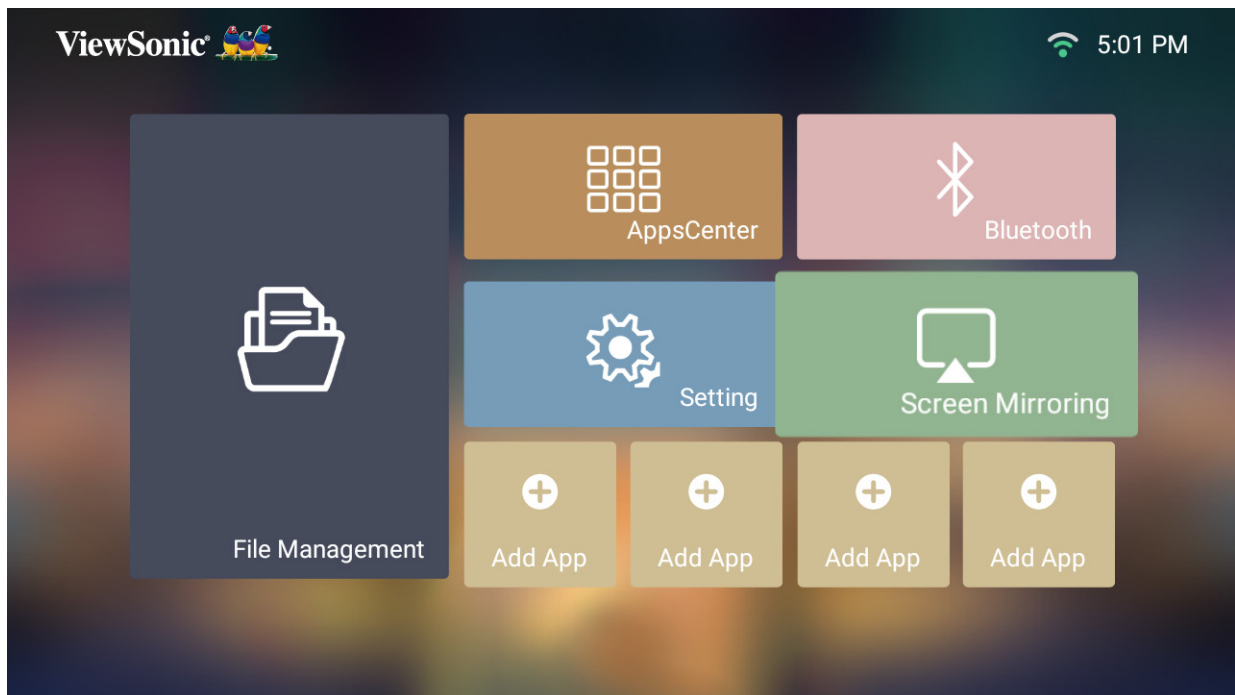 ViewSonic®
5:01 PM
AppsCenter
Bluetooth
Setting
Screen Mirroring
File Management
Add App
Add App
Add App
Add App